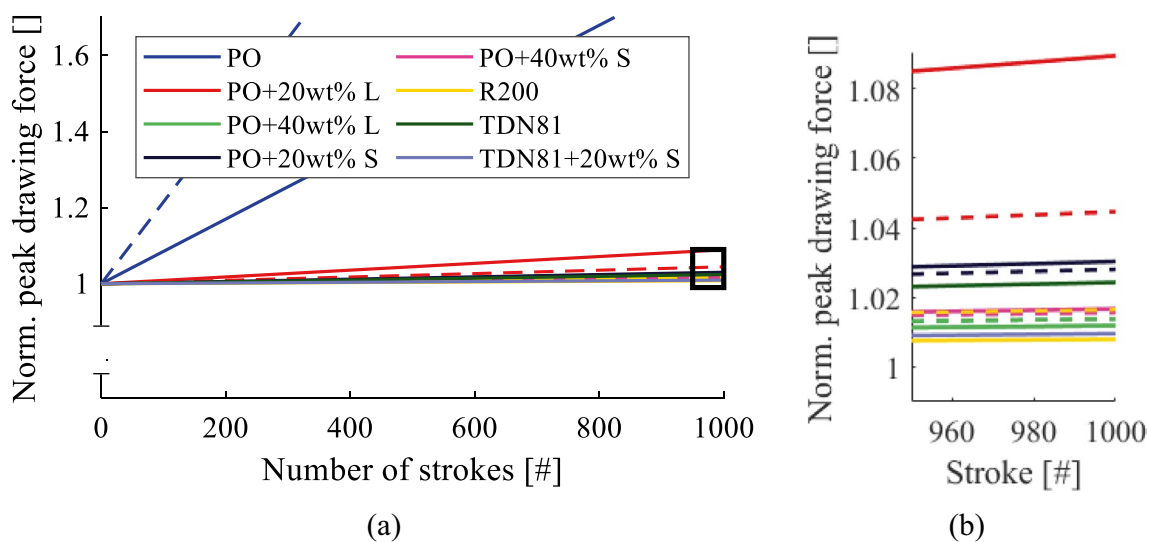 Norm. peak drawing force []
1.6
1.4
1.2
1
0
200
400
600
800
1000
Number of strokes [#]
PO
PO+20wt% L
PO+40wt% L
PO+20wt% S
PO+40wt% S
R200
TDN81
TDN81+20wt% S
(a)
Norm. peak drawing force []
1.08
1.06
1.04
1.02
1
960
980
1000
Stroke [#]
(b)